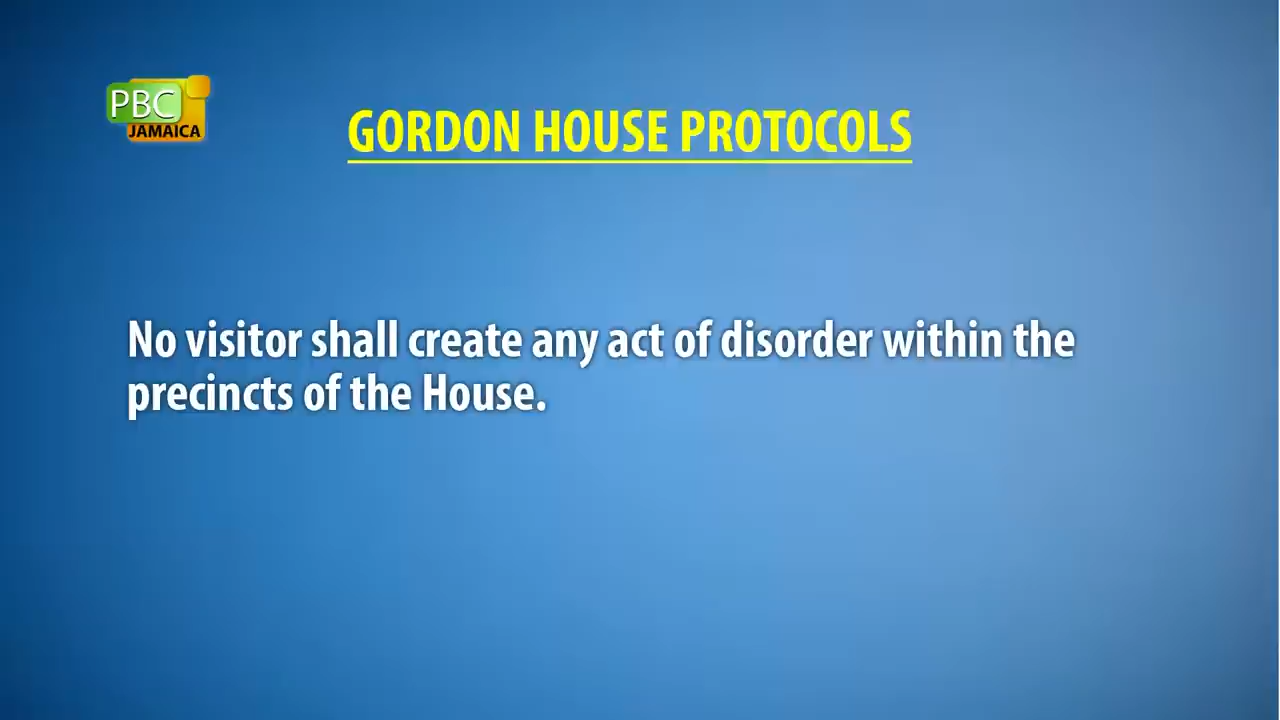 PBC
JAMAICA
GORDON HOUSE PROTOCOLS
No visitor shall create any act of disorder within the
precincts of the House.